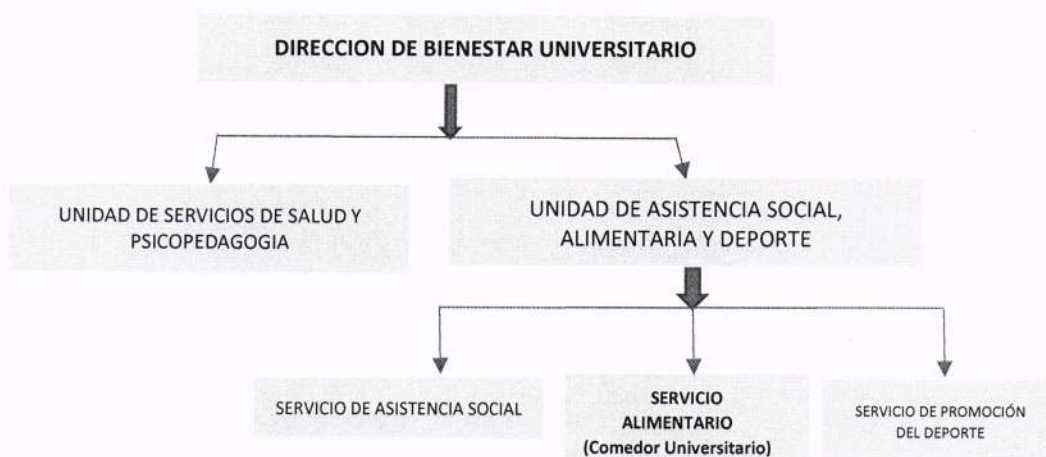 DIRECCION DE BIENESTAR UNIVERSITARIO
UNIDAD DE SERVICIOS DE SALUD Y
PSICOPEDAGOGIA
UNIDAD DE ASISTENCIA SOCIAL,
ALIMENTARIA Y DEPORTE
SERVICIO DE ASISTENCIA SOCIAL
SERVICIO
ALIMENTARIO
(Comedor Universitario)
SERVICIO DE PROMOCIÓN
DEL DEPORTE